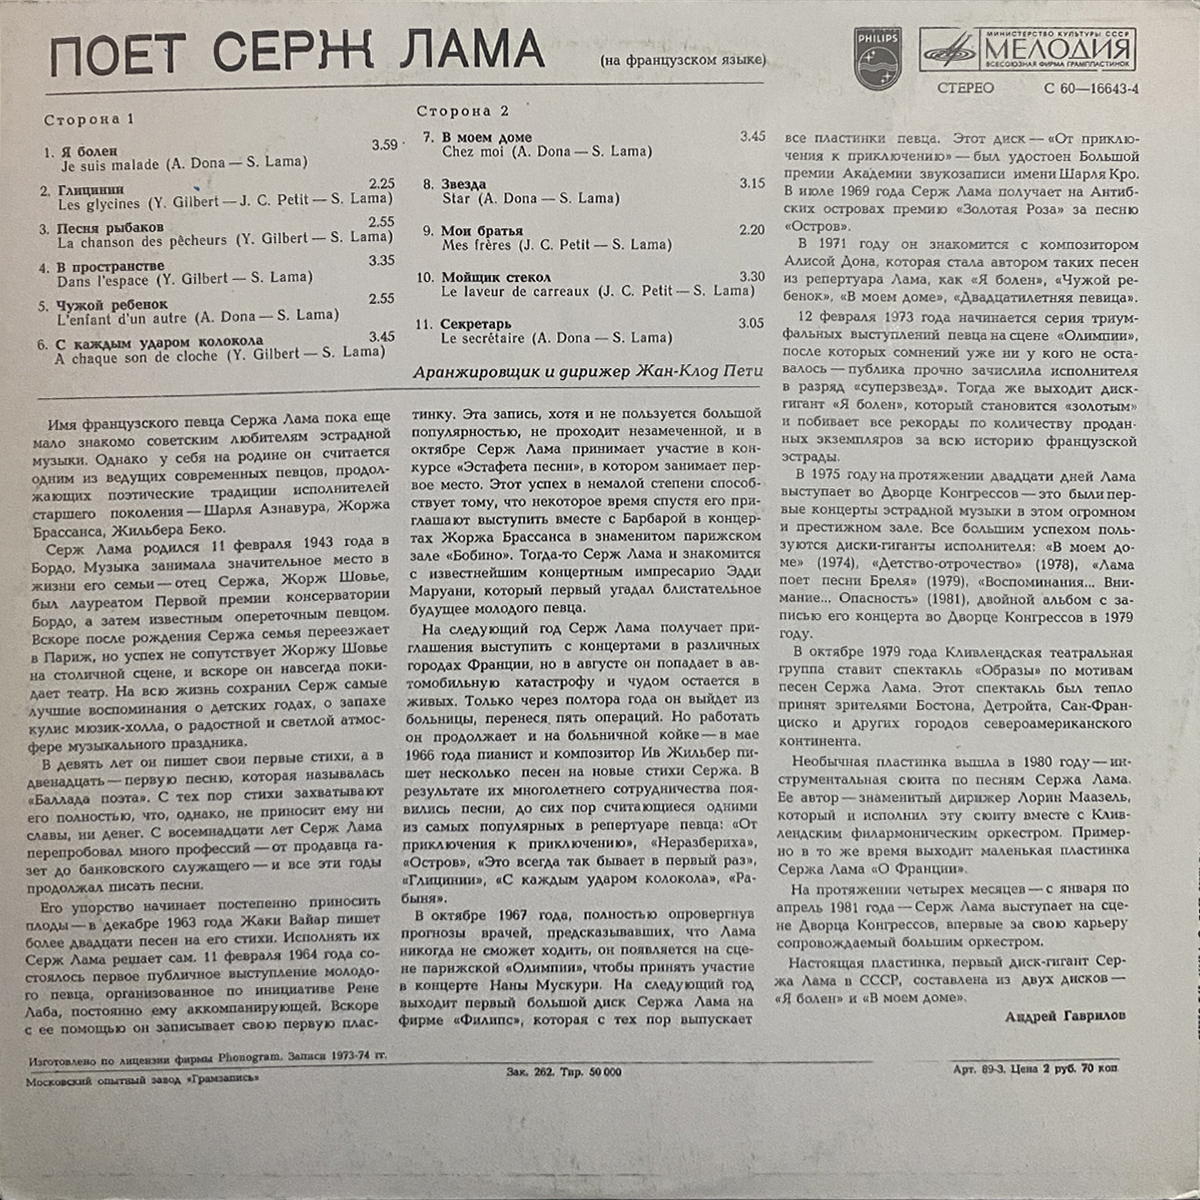 ПОЕТ СЕРЖ ЛАМА
(на французском языке)
PHILIPS
МИНИСТЕРСТВО КУЛЬТУРЫ СССР
МЕЛОДИЯ
ВСЕСОЮЗНАЯ ФИРМА ГРАМПЛАСТИНОК
СТЕРЕО С 60—16643-4
Сторона 1
1. Я болен 3.59
Je suis malade (A. Dona — S. Lama)
2. Глицинии 2.25
Les glycines (Y. Gilbert — J. C. Petit — S. Lama)
3. Песня рыбаков 2.55
La chanson des pêcheurs (Y. Gilbert — S. Lama)
4. В пространстве 3.35
Dans l'espace (Y. Gilbert — S. Lama)
5. Чужой ребенок 2.55
L'enfant d'un autre (A. Dona — S. Lama)
6. С каждым ударом колокола 3.45
A chaque son de cloche (Y. Gilbert — S. Lama)
Сторона 2
7. В моем доме 3.45
Chez moi (A. Dona — S. Lama)
8. Звезда 3.15
Star (A. Dona — S. Lama)
9. Мои братья 2.20
Mes frères (J. C. Petit — S. Lama)
10. Мойщик стекол 3.30
Le laveur de carreaux (J. C. Petit — S. Lama)
11. Секретарь 3.05
Le secrétaire (A. Dona — S. Lama)
Аранжировщик и дирижер Жан-Клод Пети
Имя французского певца Сержа Лама пока еще
мало знакомо советским любителям эстрадной
музыки. Однако у себя на родине он считается
одним из ведущих современных певцов, продол-
жающих поэтические традиции исполнителей
старшего поколения — Шарля Азнавура, Жоржа
Брассанса, Жильбера Беко.
Серж Лама родился 11 февраля 1943 года в
Бордо. Музыка занимала значительное место в
жизни его семьи — отец Сержа, Жорж Шовье,
был лауреатом Первой премии консерватории
Бордо, а затем известным опереточным певцом.
Вскоре после рождения Сержа семья переезжает
в Париж, но успех не сопутствует Жоржу Шовье
на столичной сцене, и вскоре он навсегда поки-
дает театр. На всю жизнь сохранил Серж самые
лучшие воспоминания о детских годах, о запахе
кулис мюзик-холла, о радостной и светлой атмос-
фере музыкального праздника.
В девять лет он пишет свои первые стихи, а в
двенадцать — первую песню, которая называлась
«Баллада поэта». С тех пор стихи захватывают
его полностью, что, однако, не приносит ему ни
славы, ни денег. С восемнадцати лет Серж Лама
перепробовал много профессий — от продавца га-
зет до банковского служащего — и все эти годы
продолжал писать песни.
Его упорство начинает постепенно приносить
плоды — в декабре 1963 года Жаки Вайар пишет
более двадцати песен на его стихи. Исполнять их
Серж Лама решает сам. 11 февраля 1964 года со-
стоялось первое публичное выступление молодо-
го певца, организованное по инициативе Рене
Лаба, постоянно ему аккомпанирующей. Вскоре
с ее помощью он записывает свою первую плас-
тинку. Эта запись, хотя и не пользуется большой
популярностью, не проходит незамеченной, и в
октябре Серж Лама принимает участие в кон-
курсе «Эстафета песни», в котором занимает пер-
вое место. Этот успех в немалой степени способ-
ствует тому, что некоторое время спустя его при-
глашают выступить вместе с Барбарой в концер-
тах Жоржа Брассанса в знаменитом парижском
зале «Бобино». Тогда-то Серж Лама и знакомится
с известнейшим концертным импресарио Эдди
Маруани, который первый угадал блистательное
будущее молодого певца.
На следующий год Серж Лама получает при-
глашения выступить с концертами в различных
городах Франции, но в августе он попадает в ав-
томобильную катастрофу и чудом остается в
живых. Только через полтора года он выйдет из
больницы, перенеся пять операций. Но работать
он продолжает и на больничной койке — в мае
1966 года пианист и композитор Ив Жильбер пи-
шет несколько песен на новые стихи Сержа. В
результате их многолетнего сотрудничества поя-
вились песни, до сих пор считающиеся одними
из самых популярных в репертуаре певца: «От
приключения к приключению», «Неразбериха»,
«Остров», «Это всегда так бывает в первый раз»,
«Глицинии», «С каждым ударом колокола», «Ра-
быня».
В октябре 1967 года, полностью опровергнув
прогнозы врачей, предсказывавших, что Лама
никогда не сможет ходить, он появляется на сце-
не парижской «Олимпии», чтобы принять участие
в концерте Наны Мускури. На следующий год
выходит первый большой диск Сержа Лама на
фирме «Филипс», которая с тех пор выпускает
все пластинки певца. Этот диск — «От приклю-
чения к приключению» — был удостоен Большой
премии Академии звукозаписи имени Шарля Кро.
В июле 1969 года Серж Лама получает на Антиб-
ских островах премию «Золотая Роза» за песню
«Остров».
В 1971 году он знакомится с композитором
Алисой Дона, которая стала автором таких песен
из репертуара Лама, как «Я болен», «Чужой ре-
бенок», «В моем доме», «Двадцатилетняя певица».
12 февраля 1973 года начинается серия триум-
фальных выступлений певца на сцене «Олимпии»,
после которых сомнений уже ни у кого не оста-
валось — публика прочно зачислила исполнителя
в разряд «суперзвезд». Тогда же выходит диск-
гигант «Я болен», который становится «золотым»
и побивает все рекорды по количеству продан-
ных экземпляров за всю историю французской
эстрады.
В 1975 году на протяжении двадцати дней Лама
выступает во Дворце Конгрессов — это были пер-
вые концерты эстрадной музыки в этом огромном
и престижном зале. Все большим успехом поль-
зуются диски-гиганты исполнителя: «В моем до-
ме» (1974), «Детство-отрочество» (1978), «Лама
поет песни Бреля» (1979), «Воспоминания... Вни-
мание... Опасность» (1981), двойной альбом с за-
писью его концерта во Дворце Конгрессов в 1979
году.
В октябре 1979 года Кливлендская театральная
группа ставит спектакль «Образы» по мотивам
песен Сержа Лама. Этот спектакль был тепло
принят зрителями Бостона, Детройта, Сан-Фран-
циско и других городов североамериканского
континента.
Необычная пластинка вышла в 1980 году — ин-
струментальная сюита по песням Сержа Лама.
Ее автор — знаменитый дирижер Лорин Маазель,
который и исполнил эту сюиту вместе с Клив-
лендским филармоническим оркестром. Пример-
но в то же время выходит маленькая пластинка
Сержа Лама «О Франции».
На протяжении четырех месяцев — с января по
апрель 1981 года — Серж Лама выступает на сце-
не Дворца Конгрессов, впервые за свою карьеру
сопровождаемый большим оркестром.
Настоящая пластинка, первый диск-гигант Сер-
жа Лама в СССР, составлена из двух дисков —
«Я болен» и «В моем доме».
Андрей Гаврилов
Изготовлено по лицензии фирмы Phonogram. Записи 1973-74 гг.
Московский опытный завод «Грамзапись» Зак. 262. Тир. 50 000 Арт. 89-3. Цена 2 руб. 70 коп